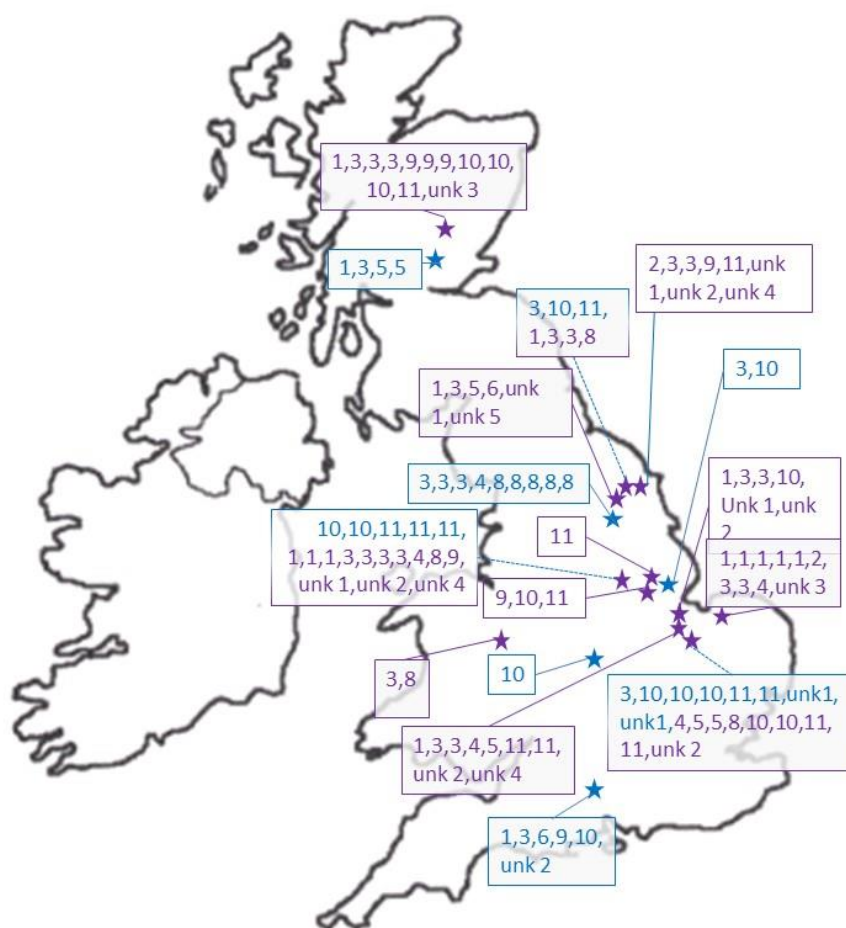 1,3,3,3,9,9,9,10,10,
10,11,unk 3
1,3,5,5
2,3,3,9,11,unk
1,unk 2,unk 4
3,10,11,
1,3,3,8
3,10
1,3,5,6,unk
1,unk 5
3,3,3,4,8,8,8,8,8
1,3,3,10,
Unk 1,unk
2
11
10,10,11,11,11,
1,1,1,3,3,3,3,4,8,9,
unk 1,unk 2,unk 4
1,1,1,1,1,2,
3,3,4,unk 3
9,10,11
3,8
10
3,10,10,10,11,11,unk1,
unk1,4,5,5,8,10,10,11,
11,unk 2
1,3,3,4,5,11,11,
unk 2,unk 4
1,3,6,9,10,
unk 2